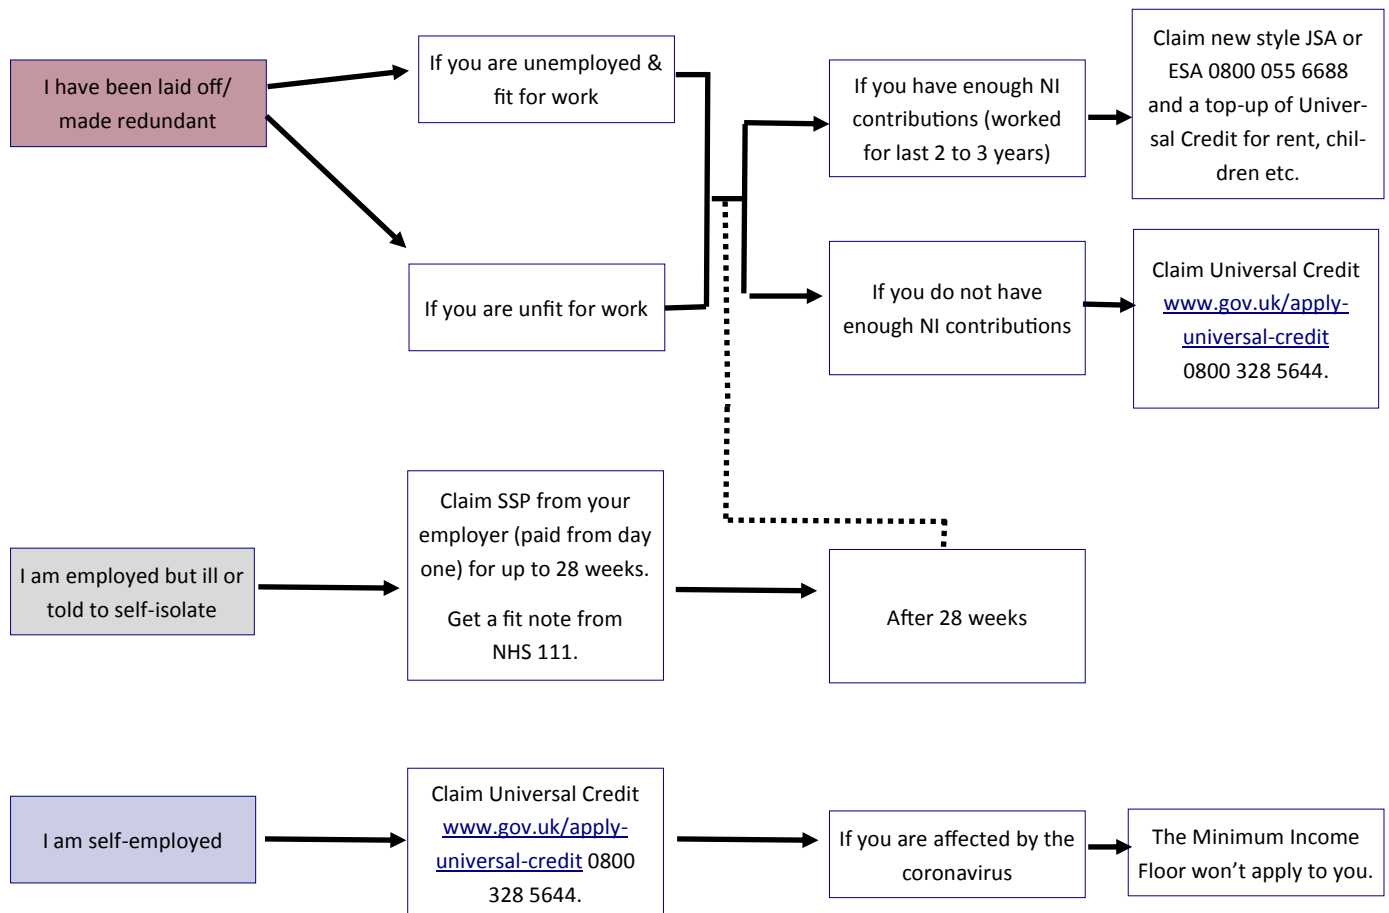 I have been laid off/
made redundant
If you are unemployed &
fit for work
If you are unfit for work
If you have enough NI
contributions (worked
for last 2 to 3 years)
Claim new style JSA or
ESA 0800 055 6688
and a top-up of Univer-
sal Credit for rent, chil-
dren etc.
If you do not have
enough NI contributions
Claim Universal Credit
www.gov.uk/apply-
universal-credit
0800 328 5644.
I am employed but ill or
told to self-isolate
Claim SSP from your
employer (paid from day
one) for up to 28 weeks.
Get a fit note from
NHS 111.
After 28 weeks
I am self-employed
Claim Universal Credit
www.gov.uk/apply-
universal-credit 0800
328 5644.
If you are affected by the
coronavirus
The Minimum Income
Floor won’t apply to you.